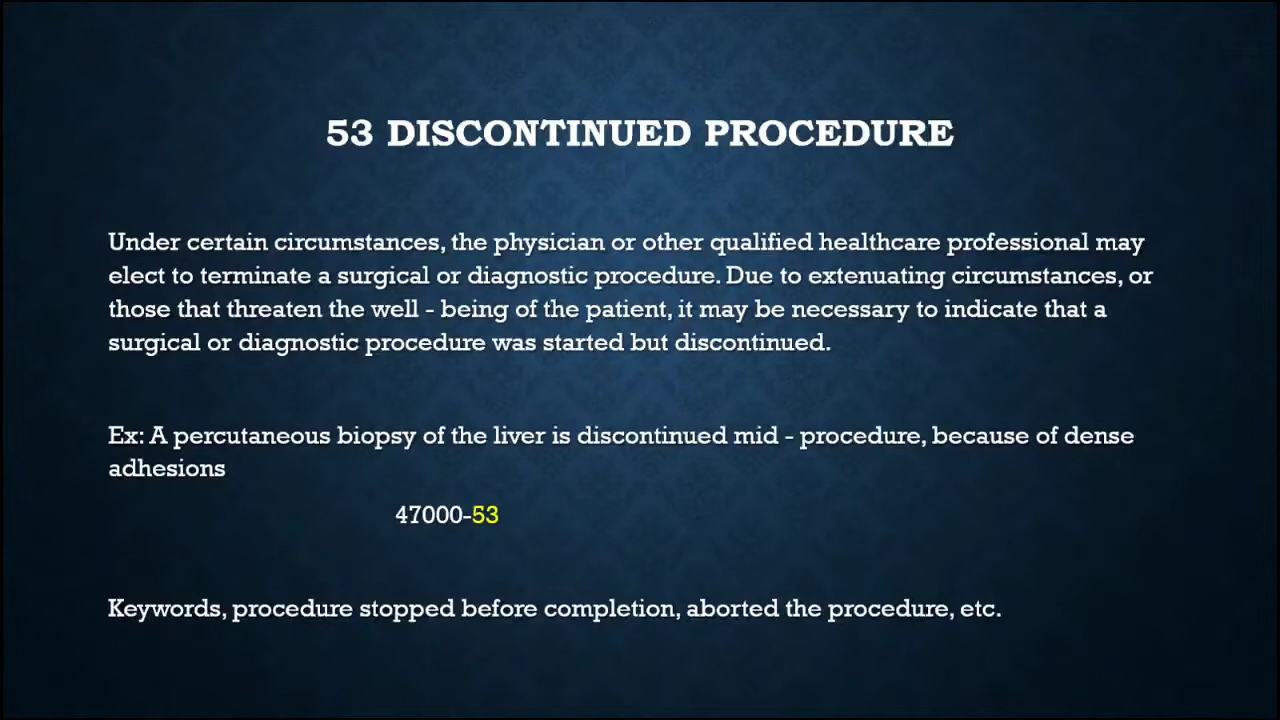 53 DISCONTINUED PROCEDURE
Under certain circumstances, the physician or other qualified healthcare professional may
elect to terminate a surgical or diagnostic procedure. Due to extenuating circumstances, or
those that threaten the well - being of the patient, it may be necessary to indicate that a
surgical or diagnostic procedure was started but discontinued.
Ex: A percutaneous biopsy of the liver is discontinued mid - procedure, because of dense
adhesions
47000-53
Keywords, procedure stopped before completion, aborted the procedure, etc.